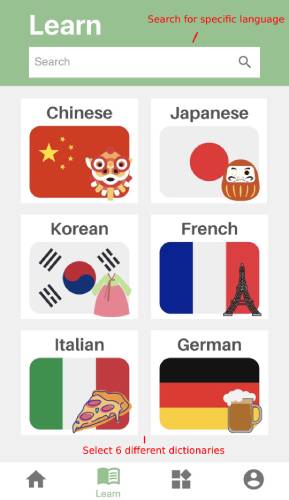 Search for specific language
Learn
Search
Chinese
Japanese
Korean
French
Italian
German
Select 6 different dictionaries
Learn